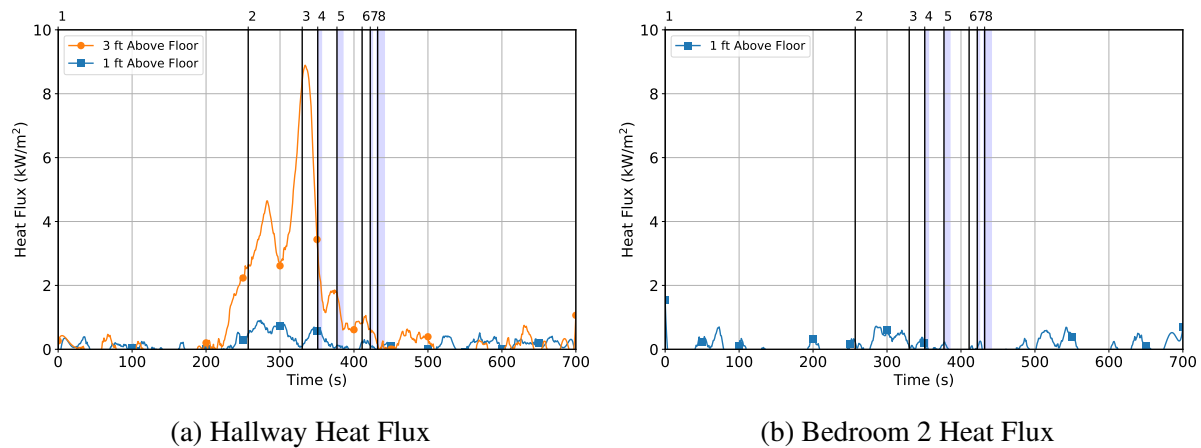 1 2 3 4 5 6 7 8
10
8
6
4
2
0
Heat Flux (kW/m²)
3 ft Above Floor
1 ft Above Floor
0 100 200 300 400 500 600 700
Time (s)
(a) Hallway Heat Flux
1 2 3 4 5 6 7 8
10
8
6
4
2
0
Heat Flux (kW/m²)
1 ft Above Floor
0 100 200 300 400 500 600 700
Time (s)
(b) Bedroom 2 Heat Flux